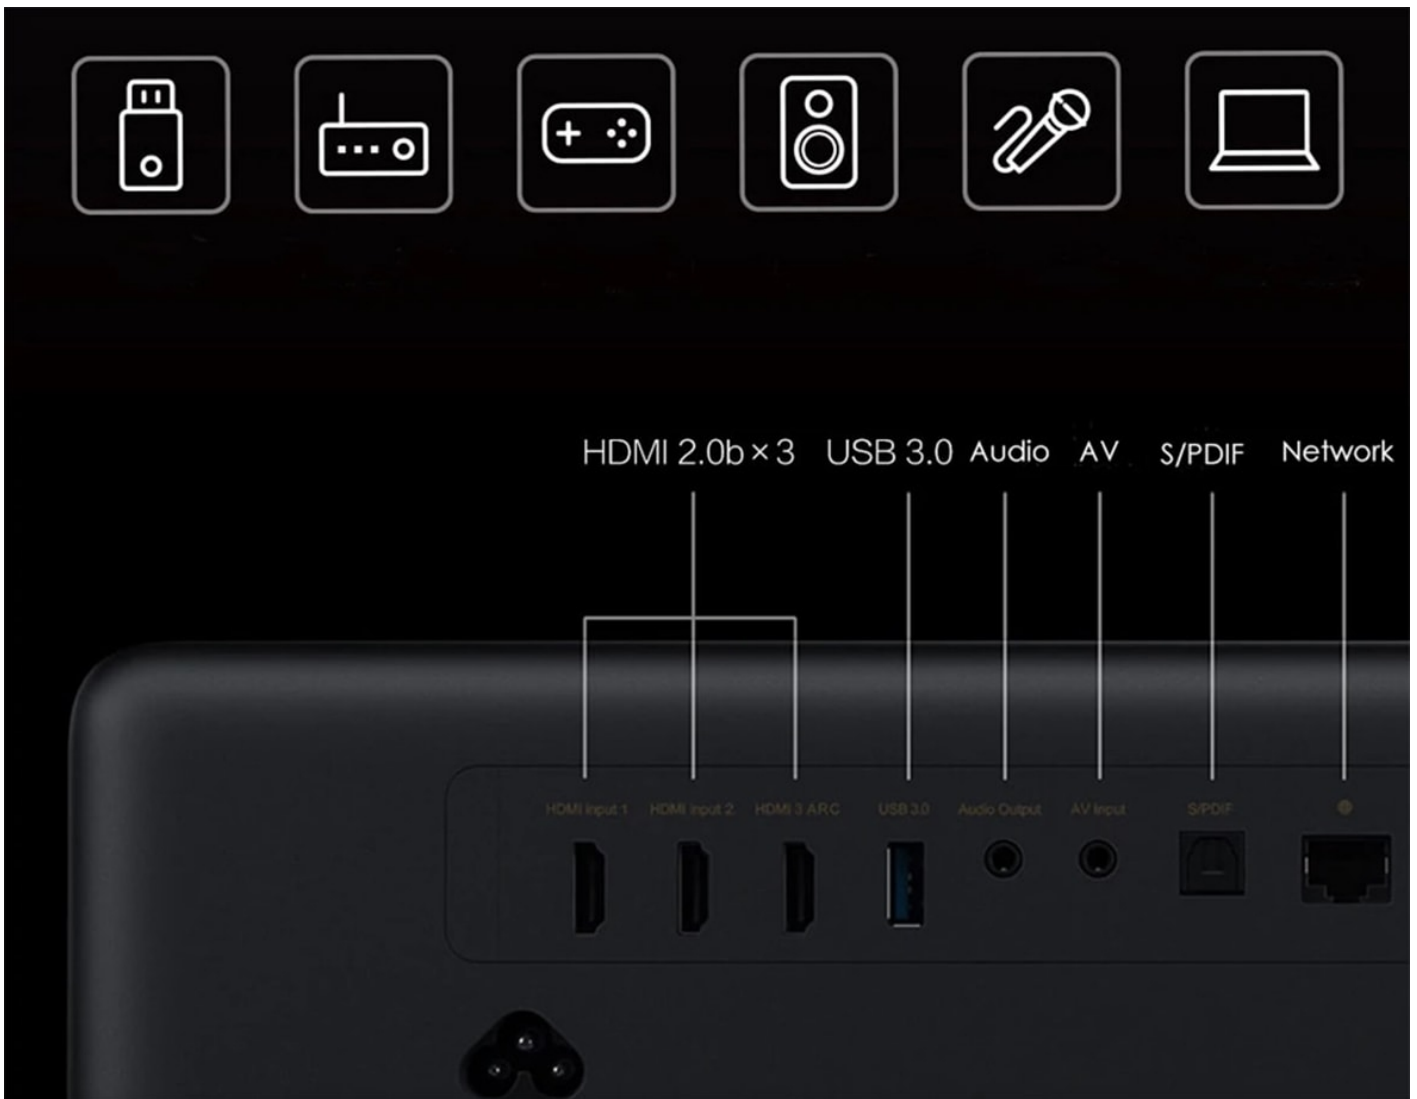 HDMI 2.0b×3 USB 3.0 Audio AV S/PDIF Network
HDMI input 1 HDMI input 2 HDMI 3 ARC USB 3.0 Audio Output AV input S/PDIF